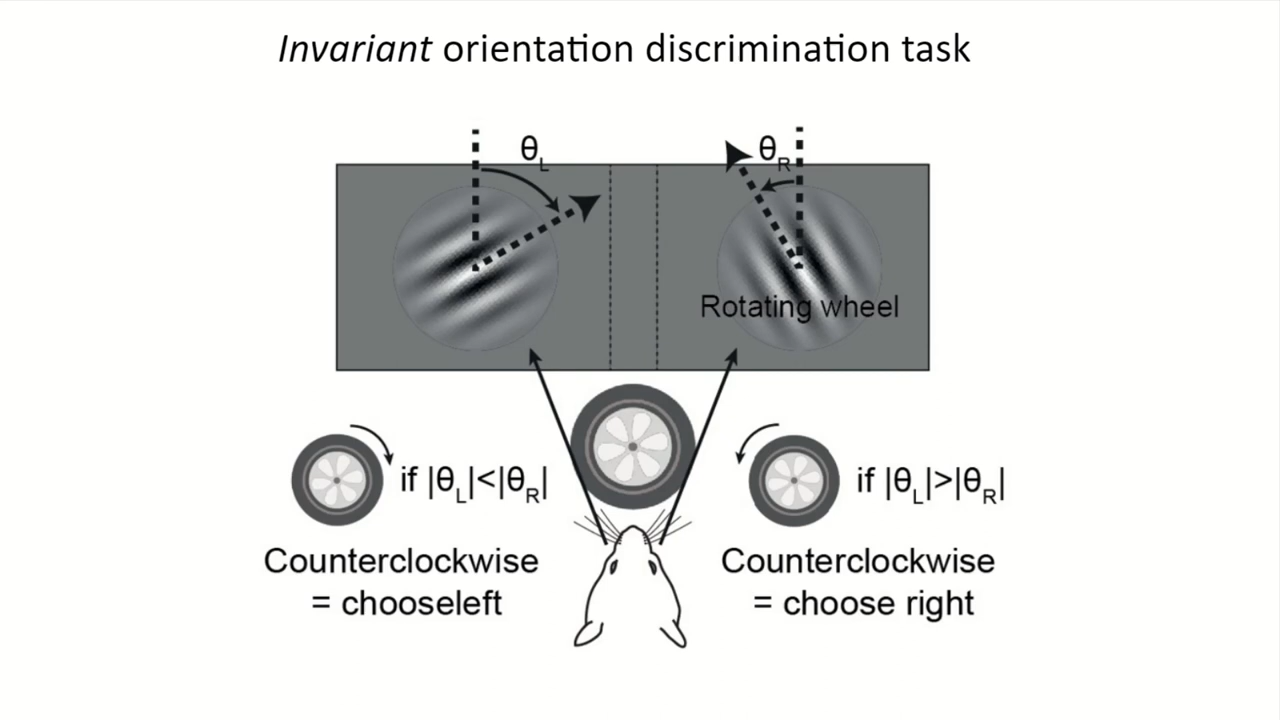 Invariant orientation discrimination task
θL
θR
Rotating wheel
if |θL|<|θR|
if |θL|>|θR|
Counterclockwise
= chooseleft
Counterclockwise
= choose right